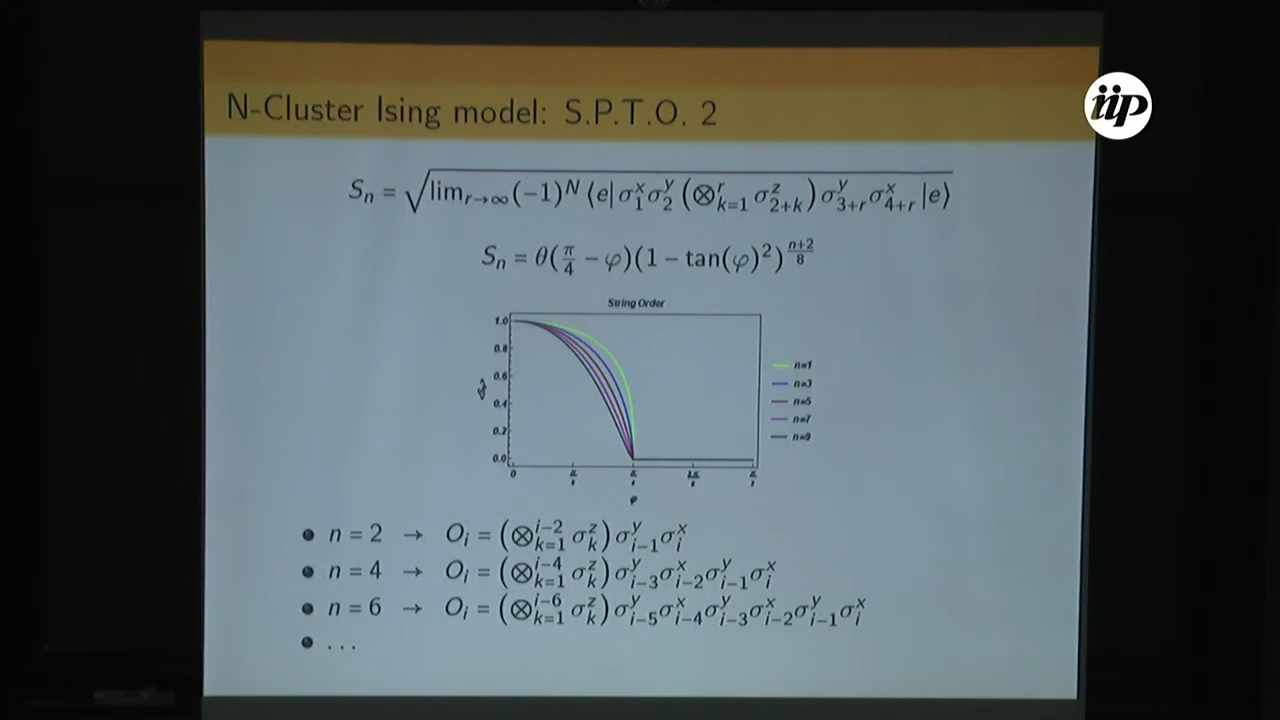 iip
N-Cluster Ising model: S.P.T.O. 2
Sₙ = √(lim_{r→∞}(−1)^N ⟨e| σ₁ˣσ₂ʸ (⊗_{k=1}^{r} σ_{2+k}^z) σ_{3+r}^y σ_{4+r}^x |e⟩)
Sₙ = θ(π/4 − φ)(1 − tan(φ)²)^{(n+2)/8}
String Order
1.0
0.8
0.6
0.4
0.2
0.0
0
φ
n=1
n=3
n=5
n=7
n=9
• n = 2 → O_i = (⊗_{k=1}^{i−2} σ_k^z) σ_{i−1}^y σ_i^x
• n = 4 → O_i = (⊗_{k=1}^{i−4} σ_k^z) σ_{i−3}^y σ_{i−2}^x σ_{i−1}^y σ_i^x
• n = 6 → O_i = (⊗_{k=1}^{i−6} σ_k^z) σ_{i−5}^y σ_{i−4}^x σ_{i−3}^y σ_{i−2}^x σ_{i−1}^y σ_i^x
• . . .